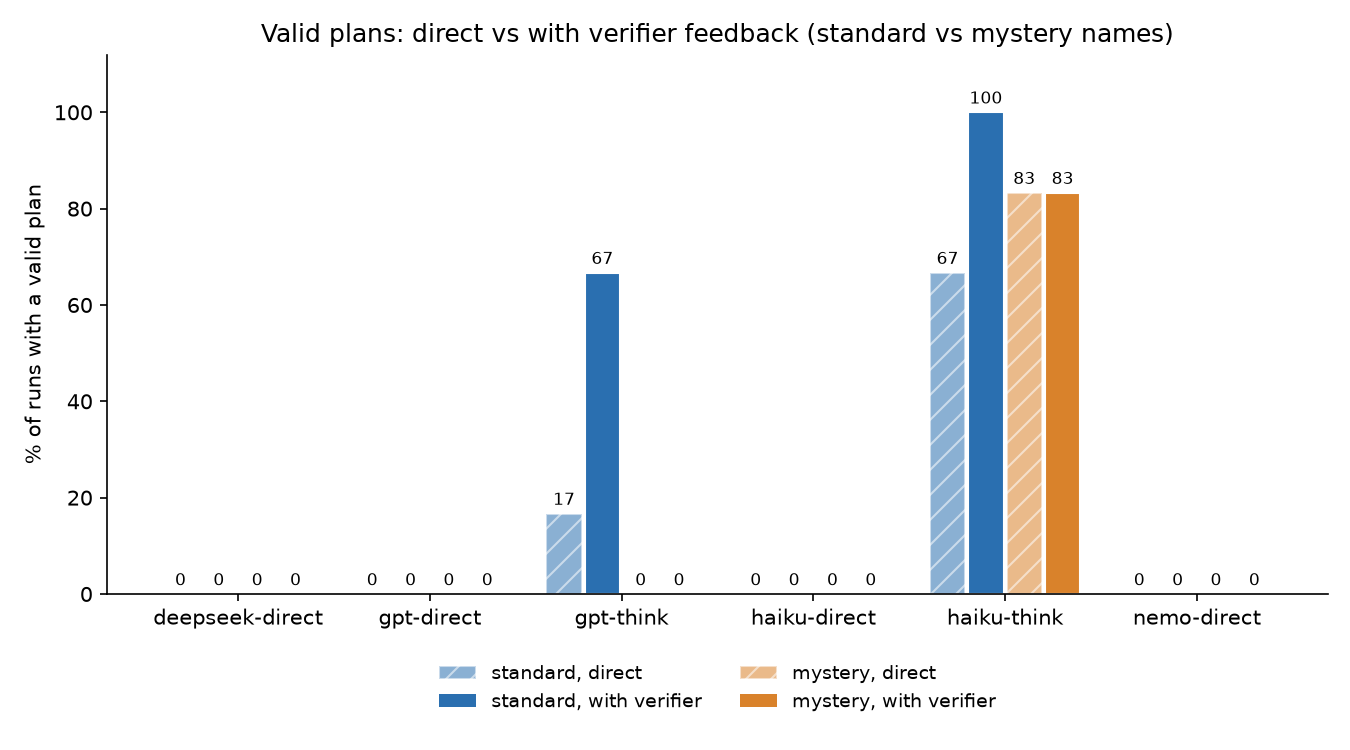 Valid plans: direct vs with verifier feedback (standard vs mystery names)
% of runs with a valid plan
100
80
60
40
20
0
0 0 0 0
0 0 0 0
17 67 0 0
0 0 0 0
67 100 83 83
0 0 0 0
deepseek-direct gpt-direct gpt-think haiku-direct haiku-think nemo-direct
standard, direct mystery, direct
standard, with verifier mystery, with verifier